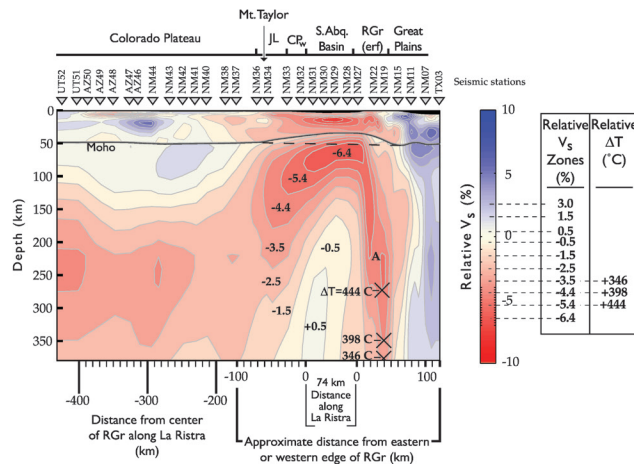 Mt. Taylor
Colorado Plateau
JL
CPw
S.Abq. Basin
RGr (erf)
Great Plains
UT52 UT51 AZ50 AZ49 AZ48 AZ47 AZ46 NM44 NM43 NM42 NM41 NM40 NM38 NM37 NM36 NM34 NM33 NM32 NM31 NM30 NM29 NM28 NM27 NM22 NM19 NM15 NM11 NM07 TX03
Seismic stations
Depth (km)
0
50
100
150
200
250
300
350
Moho
-6.4
-5.4
-4.4
-3.5
-2.5
-1.5
-0.5
+0.5
A
ΔT=444 C
398 C
346 C
-400
-300
-200
-100
0
0
100
74 km
Distance
along
La Ristra
Distance from center
of RGr along La Ristra
(km)
Approximate distance from eastern
or western edge of RGr (km)
Relative Vs (%)
10
5
0
-5
-10
Relative
Vs
Zones
(%)
3.0
1.5
0.5
-0.5
-1.5
-2.5
-3.5
-4.4
-5.4
-6.4
Relative
ΔT
(°C)
+346
+398
+444